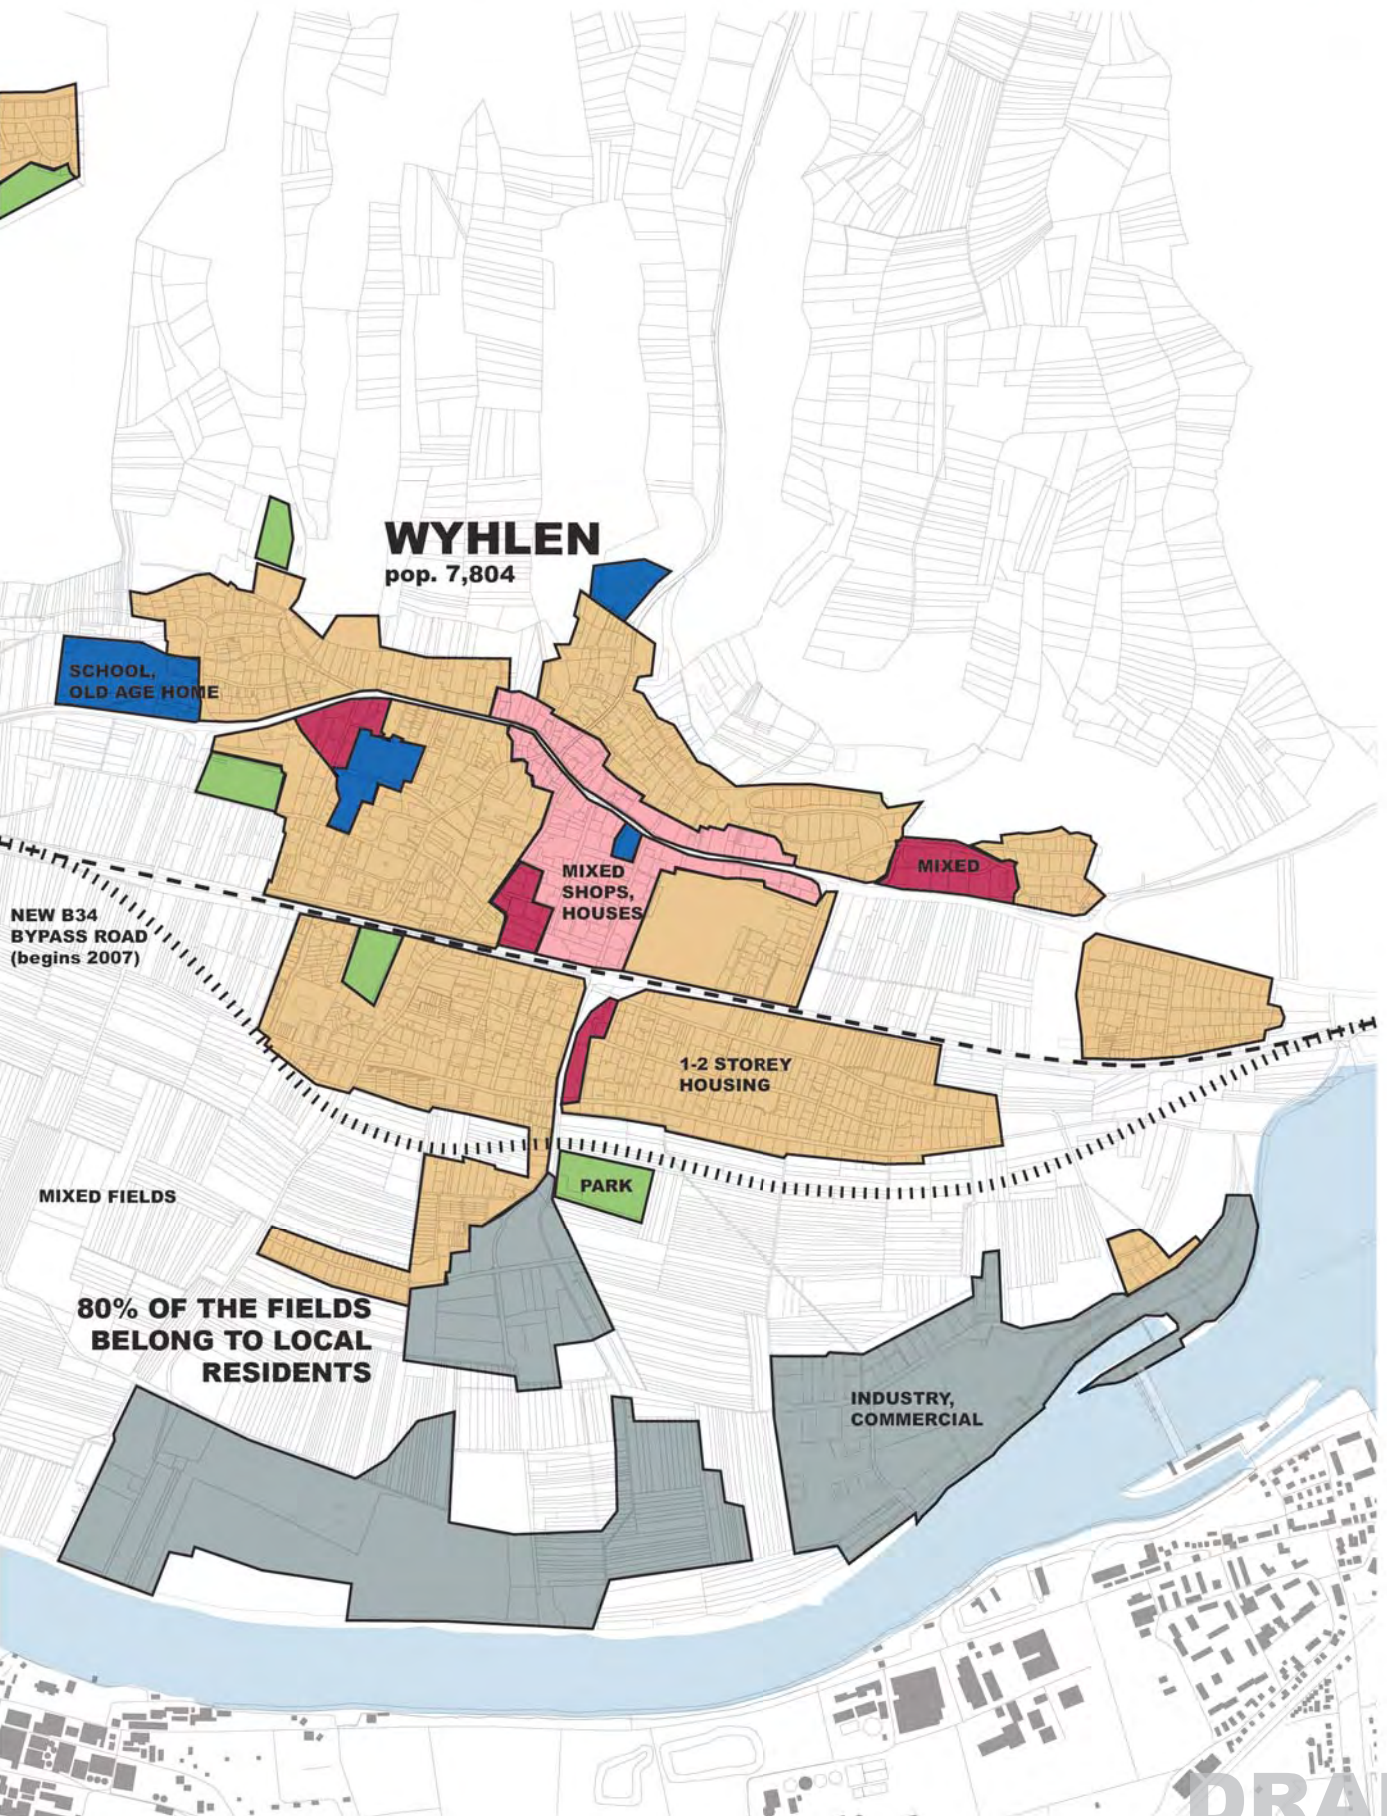 WYHLEN
pop. 7,804
SCHOOL,
OLD AGE HOME
MIXED
SHOPS,
HOUSES
MIXED
NEW B34
BYPASS ROAD
(begins 2007)
1-2 STOREY
HOUSING
MIXED FIELDS
PARK
80% OF THE FIELDS
BELONG TO LOCAL
RESIDENTS
INDUSTRY,
COMMERCIAL
DRA